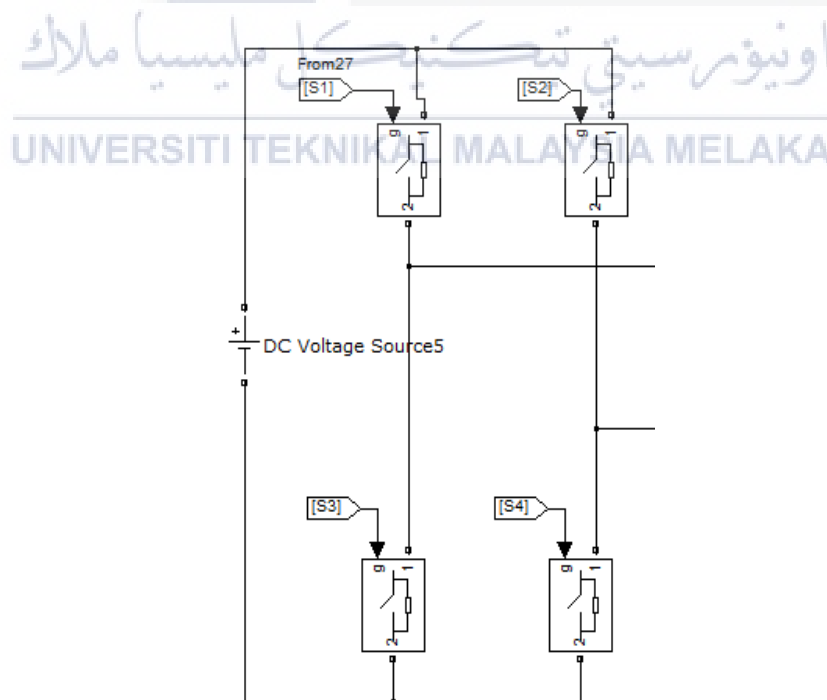 اونيۏرسيتي تيكنيكل مليسيا ملاك
UNIVERSITI TEKNIKAL MALAYSIA MELAKA
From27
[S1]
[S2]
g 1
2
g 1
2
+
DC Voltage Source5
[S3]
[S4]
g 1
2
g 1
2